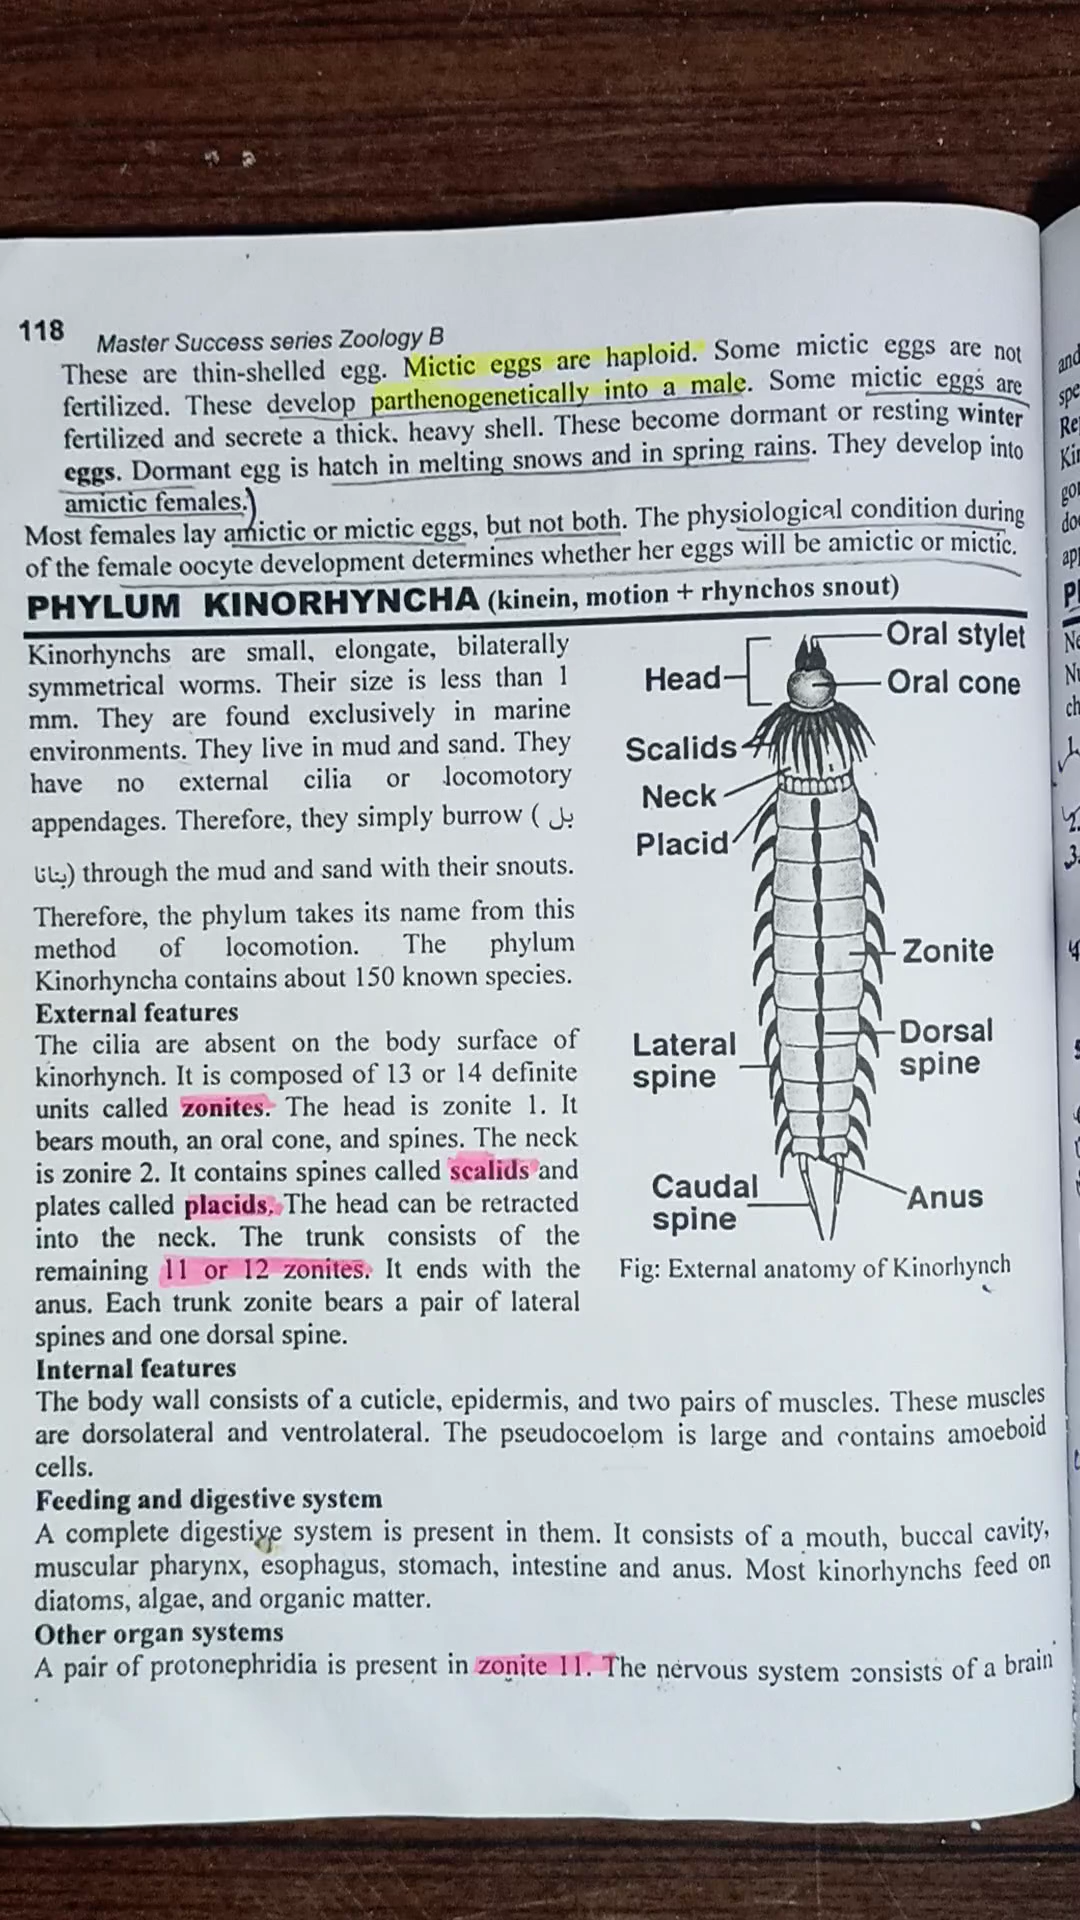 118 Master Success series Zoology B
These are thin-shelled egg. Mictic eggs are haploid. Some mictic eggs are not
fertilized. These develop parthenogenetically into a male. Some mictic eggs are
fertilized and secrete a thick. heavy shell. These become dormant or resting winter
eggs. Dormant egg is hatch in melting snows and in spring rains. They develop into
amictic females.)
Most females lay amictic or mictic eggs, but not both. The physiological condition during
of the female oocyte development determines whether her eggs will be amictic or mictic.
PHYLUM KINORHYNCHA (kinein, motion + rhynchos snout)
Kinorhynchs are small, elongate, bilaterally
symmetrical worms. Their size is less than 1
mm. They are found exclusively in marine
environments. They live in mud and sand. They
have no external cilia or locomotory
appendages. Therefore, they simply burrow ( بل
بنانا) through the mud and sand with their snouts.
Therefore, the phylum takes its name from this
method of locomotion. The phylum
Kinorhyncha contains about 150 known species.
External features
The cilia are absent on the body surface of
kinorhynch. It is composed of 13 or 14 definite
units called zonites. The head is zonite 1. It
bears mouth, an oral cone, and spines. The neck
is zonire 2. It contains spines called scalids and
plates called placids. The head can be retracted
into the neck. The trunk consists of the
remaining 11 or 12 zonites. It ends with the
anus. Each trunk zonite bears a pair of lateral
spines and one dorsal spine.
Oral stylet
Head
Oral cone
Scalids
Neck
Placid
Zonite
Lateral
spine
Dorsal
spine
Caudal
spine
Anus
Fig: External anatomy of Kinorhynch
Internal features
The body wall consists of a cuticle, epidermis, and two pairs of muscles. These muscles
are dorsolateral and ventrolateral. The pseudocoelom is large and contains amoeboid
cells.
Feeding and digestive system
A complete digestive system is present in them. It consists of a mouth, buccal cavity,
muscular pharynx, esophagus, stomach, intestine and anus. Most kinorhynchs feed on
diatoms, algae, and organic matter.
Other organ systems
A pair of protonephridia is present in zonite 11. The nervous system consists of a brain